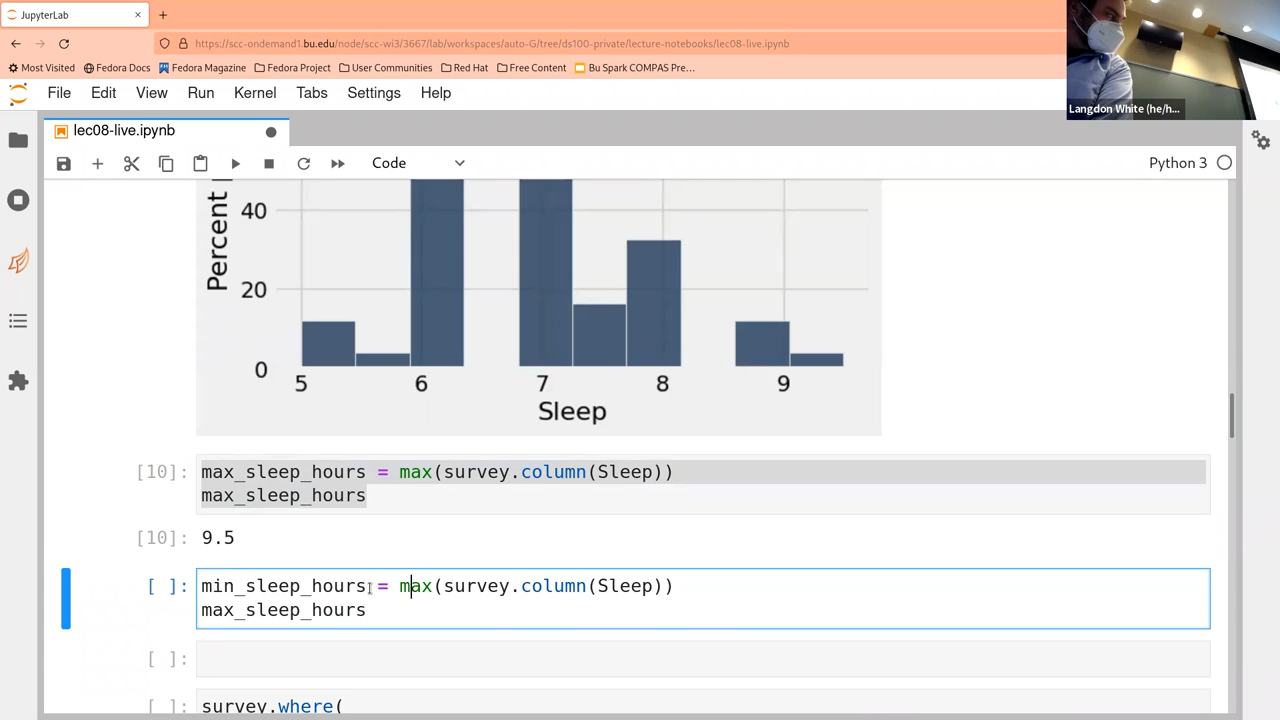 JupyterLab
https://scc-ondemand1.bu.edu/node/scc-wi3/3667/lab/workspaces/auto-G/tree/ds100-private/lecture-notebooks/lec08-live.ipynb
Most Visited Fedora Docs Fedora Magazine Fedora Project User Communities Red Hat Free Content Bu Spark COMPAS Pre…
Langdon White (he/h...
File Edit View Run Kernel Tabs Settings Help
lec08-live.ipynb
Code Python 3
Percent
40
20
0
5 6 7 8 9
Sleep
[10]: max_sleep_hours = max(survey.column(Sleep))
max_sleep_hours
[10]: 9.5
[ ]: min_sleep_hours = max(survey.column(Sleep))
max_sleep_hours
[ ]:
[ ]: survey.where(